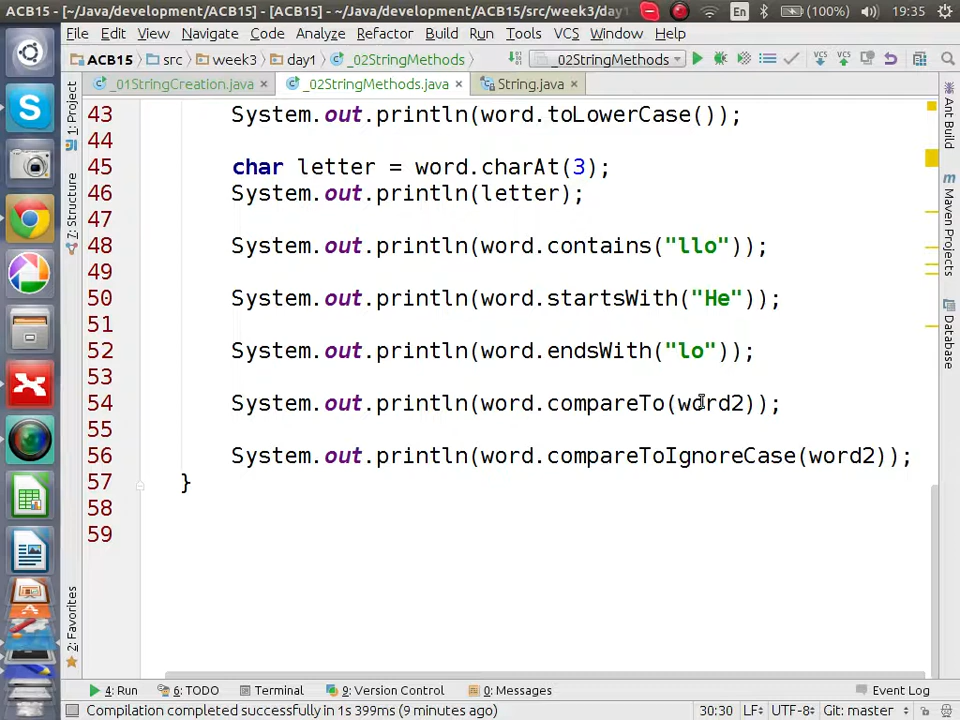 ACB15 - [~/Java/development/ACB15] - [ACB15] - ~/Java/development/ACB15/src/week3/day1 En (100%) 19:35
File Edit View Navigate Code Analyze Refactor Build Run Tools VCS Window Help
ACB15 src week3 day1 _02StringMethods _02StringMethods VCS VCS
_01StringCreation.java _02StringMethods.java String.java
43 System.out.println(word.toLowerCase());
44
45 char letter = word.charAt(3);
46 System.out.println(letter);
47
48 System.out.println(word.contains("llo"));
49
50 System.out.println(word.startsWith("He"));
51
52 System.out.println(word.endsWith("lo"));
53
54 System.out.println(word.compareTo(word2));
55
56 System.out.println(word.compareToIgnoreCase(word2));
57 }
58
59
1: Project
7: Structure
2: Favorites
Ant Build
Maven Projects
Database
4: Run 6: TODO Terminal 9: Version Control 0: Messages Event Log
Compilation completed successfully in 1s 399ms (9 minutes ago) 30:30 LF÷ UTF-8÷ Git: master